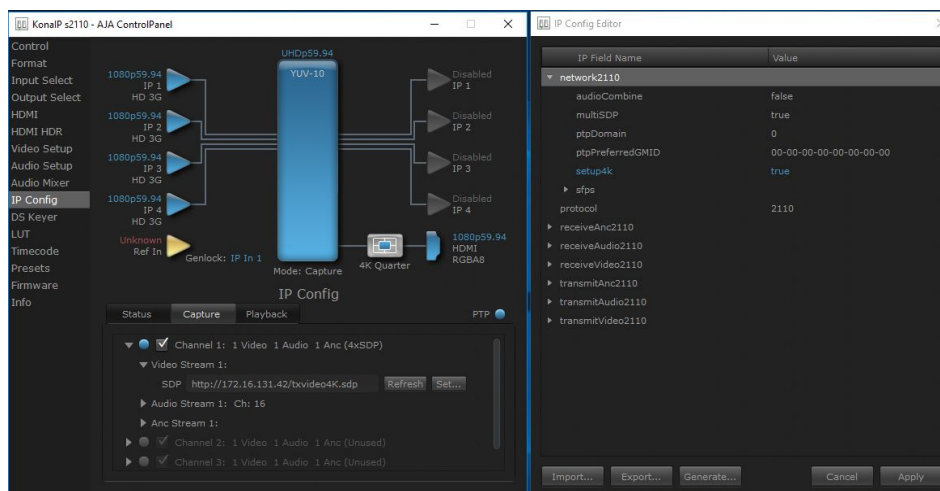 KonaIP s2110 - AJA ControlPanel
Control
Format
Input Select
Output Select
HDMI
HDMI HDR
Video Setup
Audio Setup
Audio Mixer
IP Config
DS Keyer
LUT
Timecode
Presets
Firmware
Info
UHDp59.94
YUV-10
1080p59.94
IP 1
HD 3G
1080p59.94
IP 2
HD 3G
1080p59.94
IP 3
HD 3G
1080p59.94
IP 4
HD 3G
Unknown
Ref In
Genlock: IP In 1
Mode: Capture
Disabled
IP 1
Disabled
IP 2
Disabled
IP 3
Disabled
IP 4
4K Quarter
1080p59.94
HDMI
RGBA8
IP Config
Status Capture Playback PTP
Channel 1: 1 Video 1 Audio 1 Anc (4xSDP)
Video Stream 1:
SDP http://172.16.131.42/txvideo4K.sdp Refresh Set...
Audio Stream 1: Ch: 16
Anc Stream 1:
Channel 2: 1 Video 1 Audio 1 Anc (Unused)
Channel 3: 1 Video 1 Audio 1 Anc (Unused)
IP Config Editor
IP Field Name Value
network2110
audioCombine false
multiSDP true
ptpDomain 0
ptpPreferredGMID 00-00-00-00-00-00-00-00
setup4k true
sfps
protocol 2110
receiveAnc2110
receiveAudio2110
receiveVideo2110
transmitAnc2110
transmitAudio2110
transmitVideo2110
Import... Export... Generate... Cancel Apply